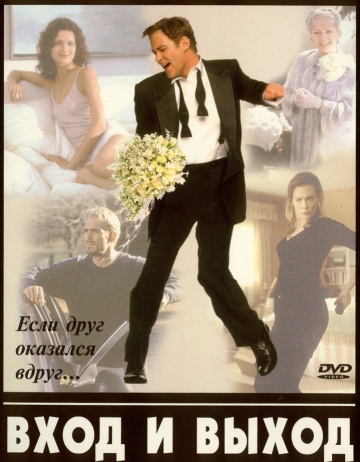 Если друг
оказался
вдруг...
DVD
VIDEO
ВХОД И ВЫХОД